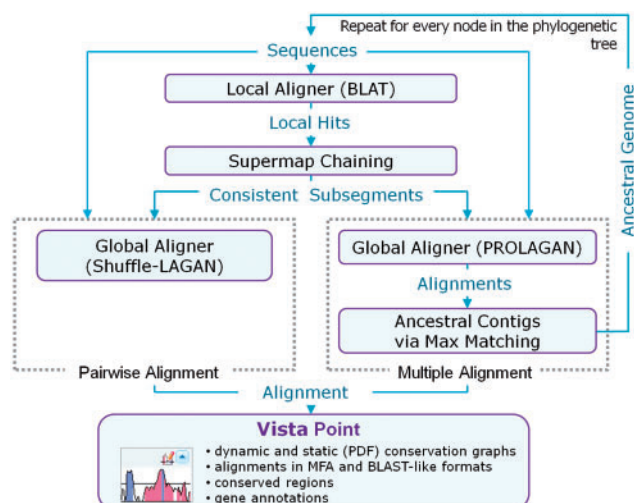 Repeat for every node in the phylogenetic
tree
Sequences
Local Aligner (BLAT)
Local Hits
Supermap Chaining
Consistent Subsegments
Ancestral Genome
Global Aligner
(Shuffle-LAGAN)
Global Aligner (PROLAGAN)
Alignments
Ancestral Contigs
via Max Matching
Pairwise Alignment
Multiple Alignment
Alignment
Vista Point
• dynamic and static (PDF) conservation graphs
• alignments in MFA and BLAST-like formats
• conserved regions
• gene annotations